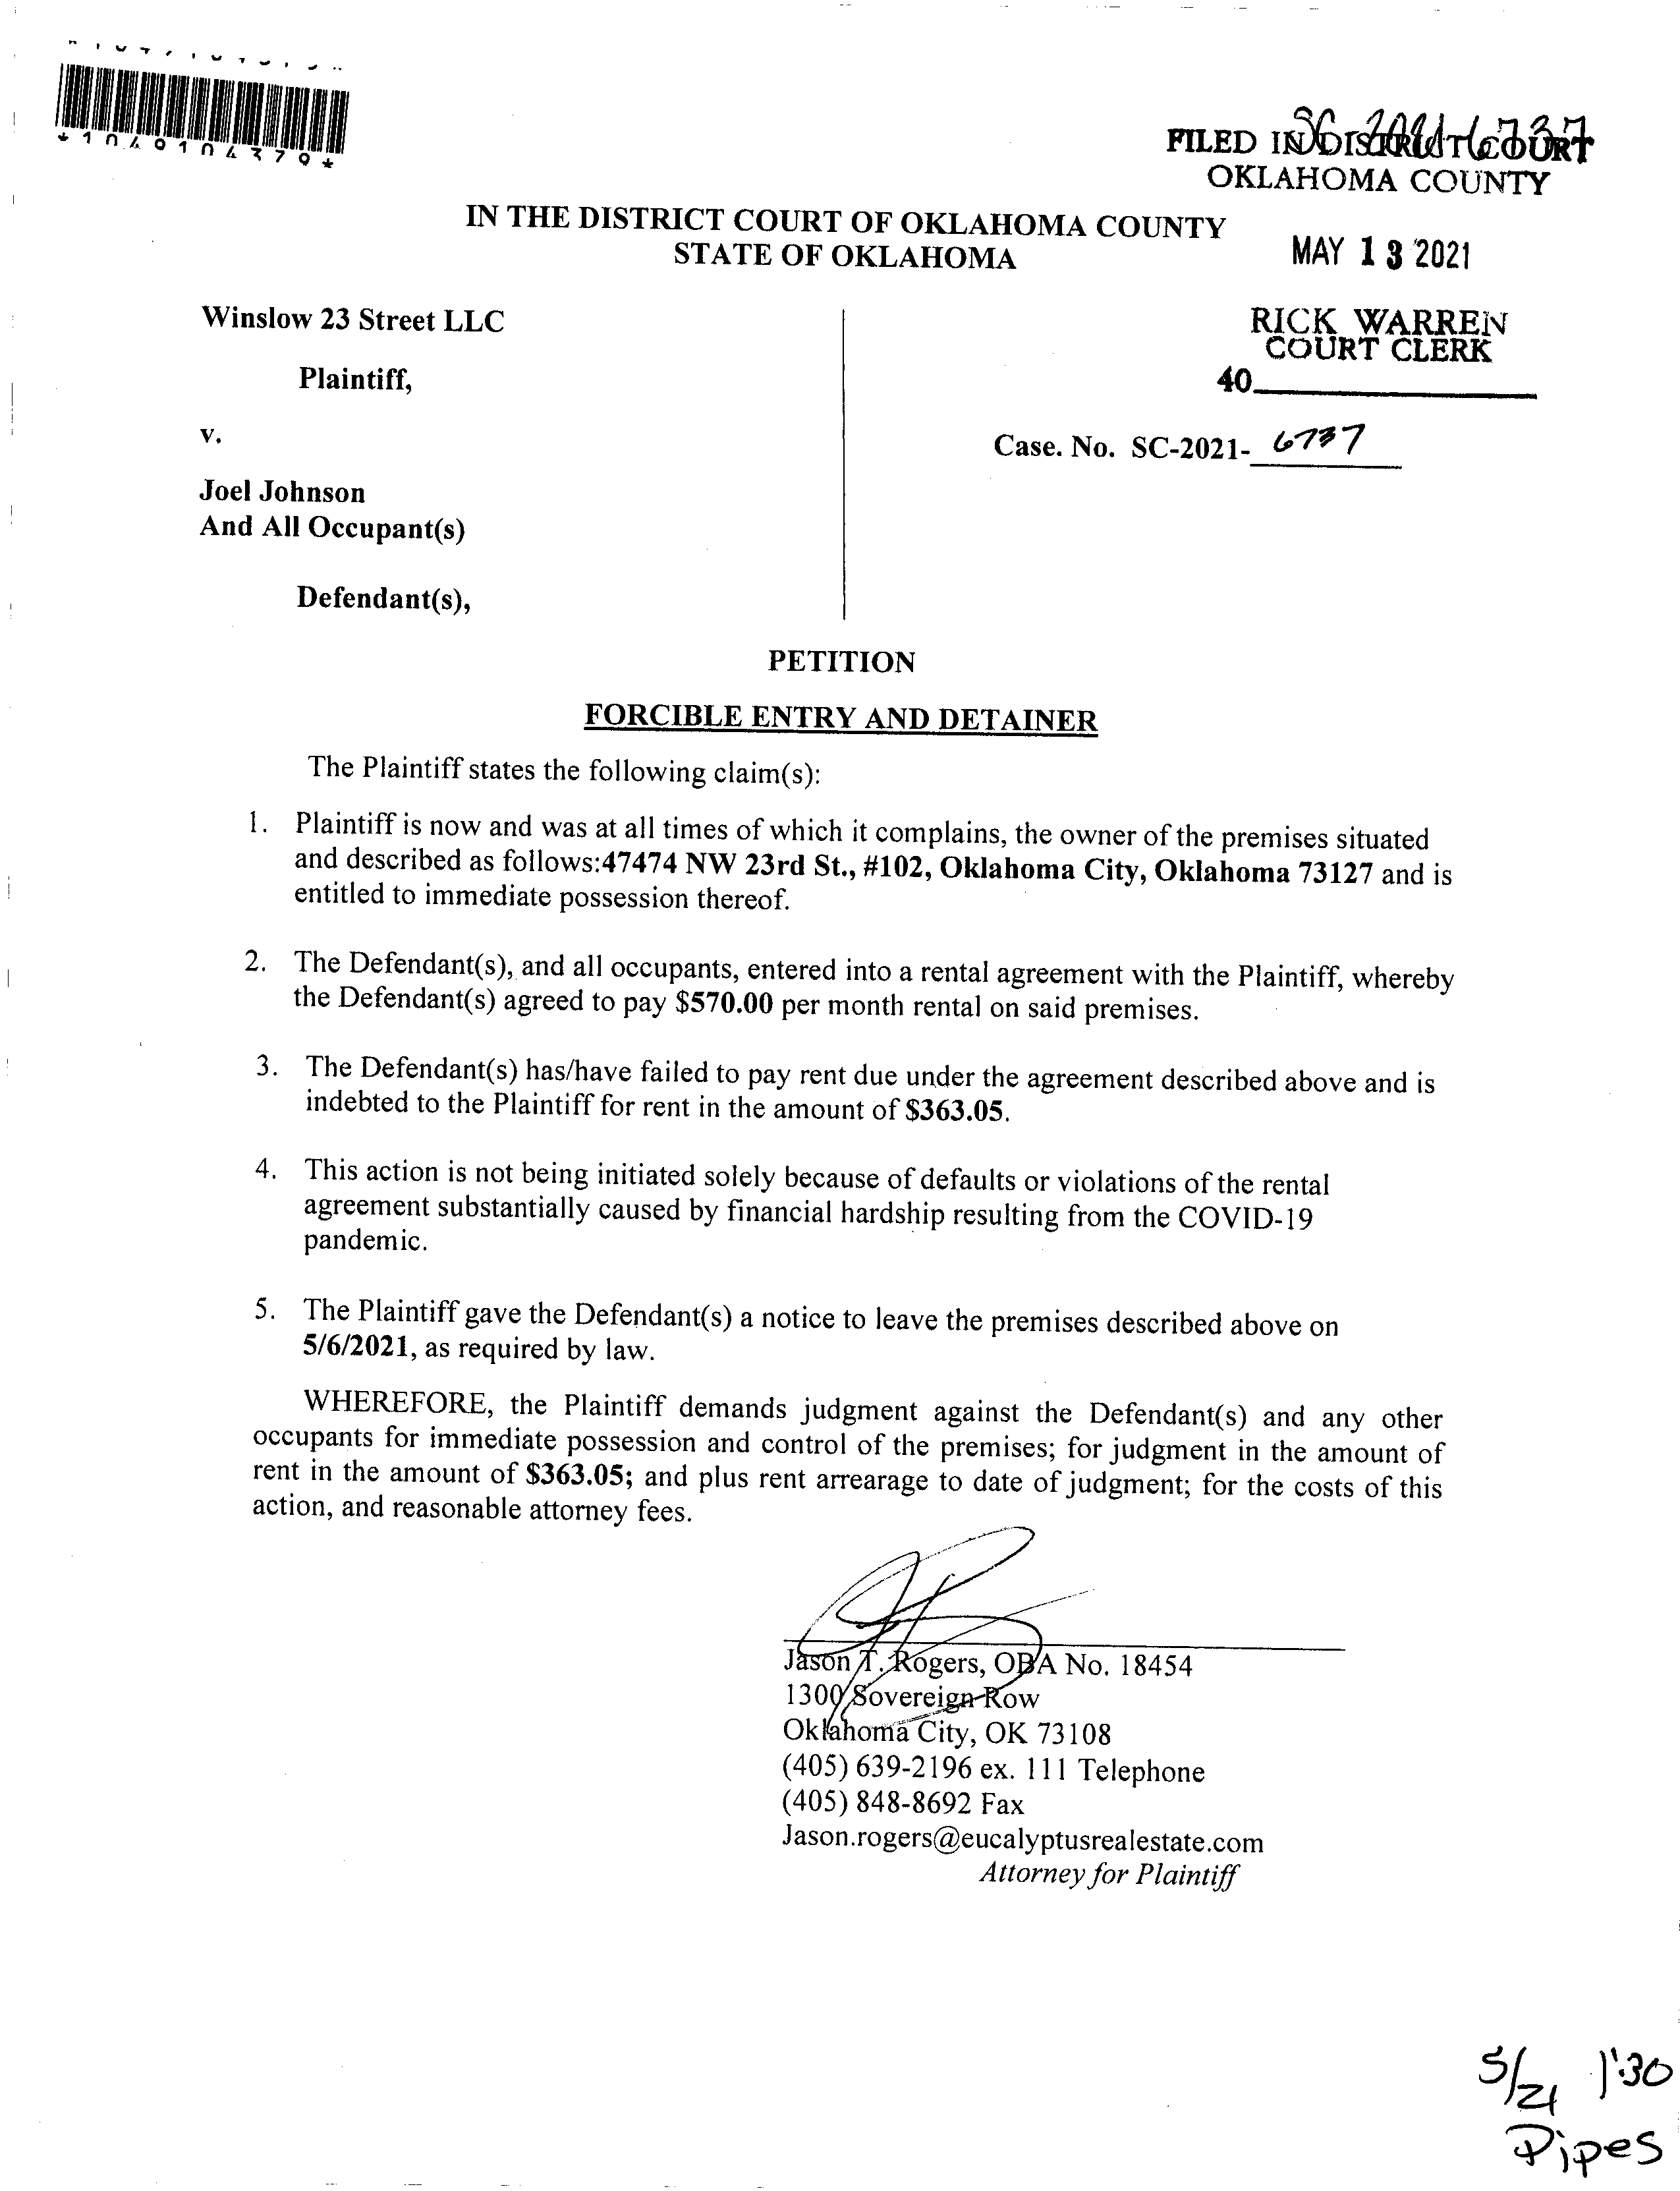 *1049104379*
SC-2021-6737
FILED IN DISTRICT COURT
OKLAHOMA COUNTY
IN THE DISTRICT COURT OF OKLAHOMA COUNTY
STATE OF OKLAHOMA
MAY 13 2021
Winslow 23 Street LLC
RICK WARREN
COURT CLERK
Plaintiff,
40
v.
Case. No. SC-2021- 6737
Joel Johnson
And All Occupant(s)
Defendant(s),
PETITION
FORCIBLE ENTRY AND DETAINER
The Plaintiff states the following claim(s):
1. Plaintiff is now and was at all times of which it complains, the owner of the premises situated
and described as follows:47474 NW 23rd St., #102, Oklahoma City, Oklahoma 73127 and is
entitled to immediate possession thereof.
2. The Defendant(s), and all occupants, entered into a rental agreement with the Plaintiff, whereby
the Defendant(s) agreed to pay $570.00 per month rental on said premises.
3. The Defendant(s) has/have failed to pay rent due under the agreement described above and is
indebted to the Plaintiff for rent in the amount of $363.05.
4. This action is not being initiated solely because of defaults or violations of the rental
agreement substantially caused by financial hardship resulting from the COVID-19
pandemic.
5. The Plaintiff gave the Defendant(s) a notice to leave the premises described above on
5/6/2021, as required by law.
WHEREFORE, the Plaintiff demands judgment against the Defendant(s) and any other
occupants for immediate possession and control of the premises; for judgment in the amount of
rent in the amount of $363.05; and plus rent arrearage to date of judgment; for the costs of this
action, and reasonable attorney fees.
Jason T. Rogers, OBA No. 18454
1300 Sovereign Row
Oklahoma City, OK 73108
(405) 639-2196 ex. 111 Telephone
(405) 848-8692 Fax
Jason.rogers@eucalyptusrealestate.com
Attorney for Plaintiff
5/21 1:30
Pipes